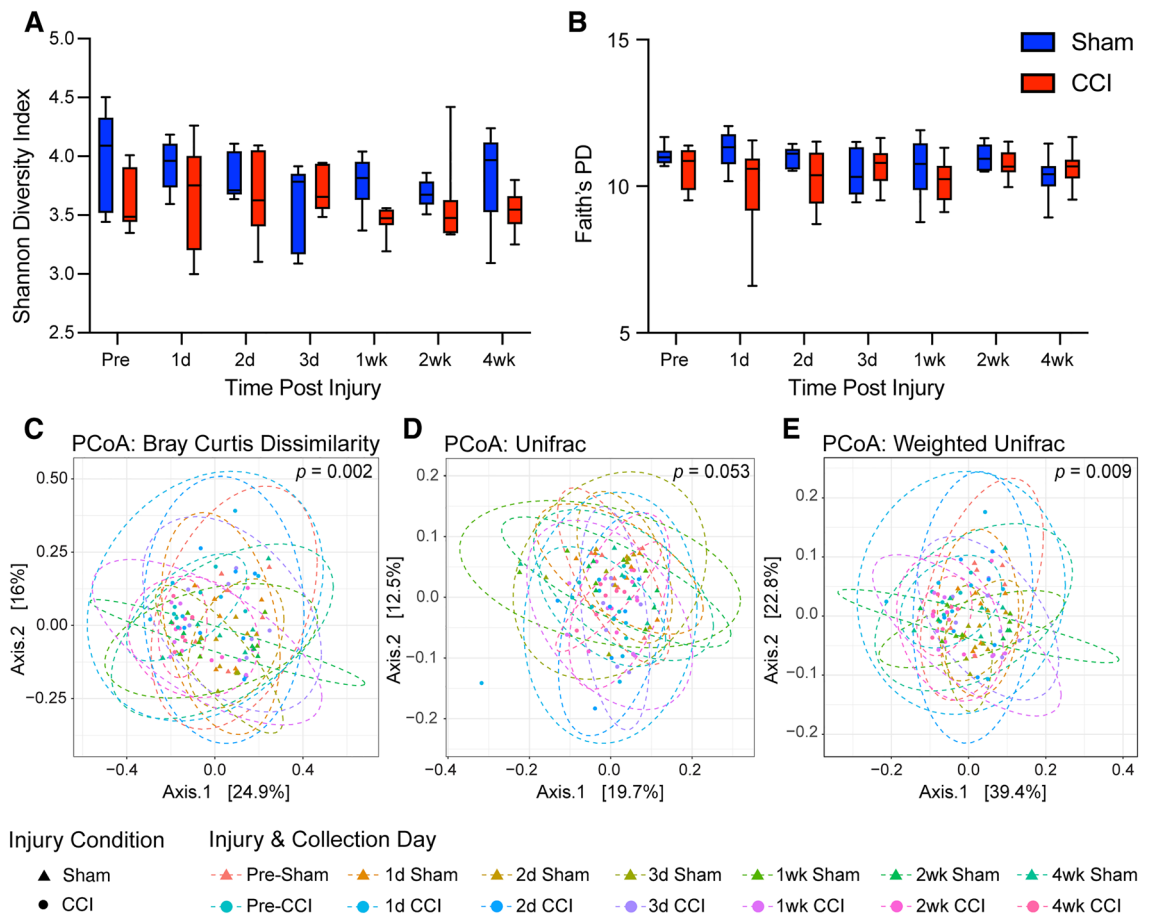 A
5.0
4.5
4.0
3.5
3.0
2.5
Shannon Diversity Index
Pre 1d 2d 3d 1wk 2wk 4wk
Time Post Injury
B
15
10
5
Faith's PD
Pre 1d 2d 3d 1wk 2wk 4wk
Time Post Injury
Sham
CCI
C
PCoA: Bray Curtis Dissimilarity
p = 0.002
0.50
0.25
0.00
−0.25
Axis.2 [16%]
−0.4 0.0 0.4
Axis.1 [24.9%]
D
PCoA: Unifrac
p = 0.053
0.2
0.1
0.0
−0.1
−0.2
Axis.2 [12.5%]
−0.4 −0.2 0.0 0.2
Axis.1 [19.7%]
E
PCoA: Weighted Unifrac
p = 0.009
0.2
0.1
0.0
−0.1
−0.2
Axis.2 [22.8%]
−0.2 0.0 0.2 0.4
Axis.1 [39.4%]
Injury Condition
Sham
CCI
Injury & Collection Day
Pre-Sham 1d Sham 2d Sham 3d Sham 1wk Sham 2wk Sham 4wk Sham
Pre-CCI 1d CCI 2d CCI 3d CCI 1wk CCI 2wk CCI 4wk CCI